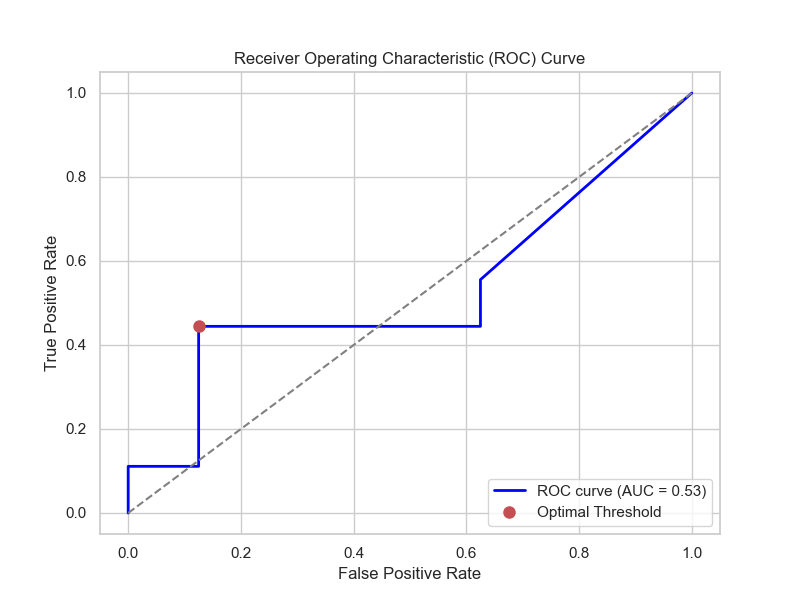 Receiver Operating Characteristic (ROC) Curve
True Positive Rate
1.0
0.8
0.6
0.4
0.2
0.0
ROC curve (AUC = 0.53)
Optimal Threshold
0.0 0.2 0.4 0.6 0.8 1.0
False Positive Rate